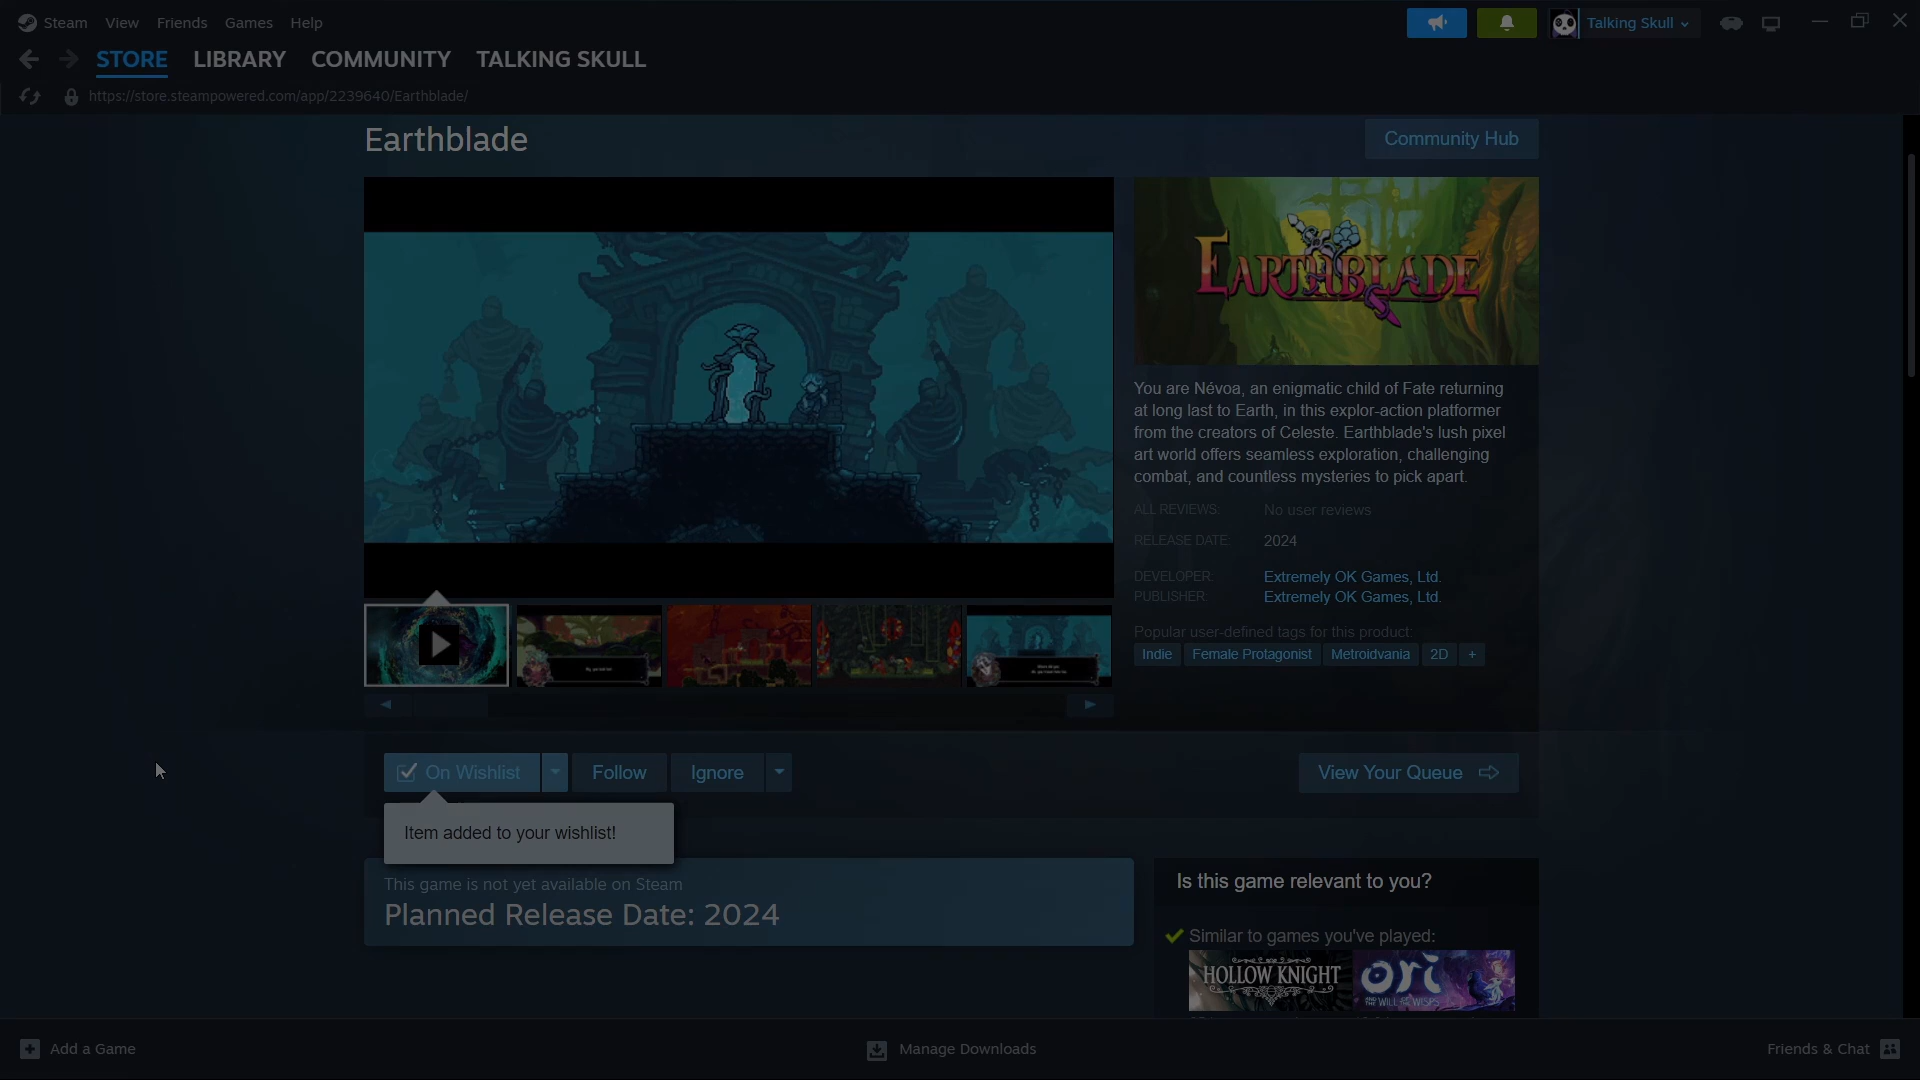 Steam View Friends Games Help
Talking Skull
STORE LIBRARY COMMUNITY TALKING SKULL
https://store.steampowered.com/app/2239640/Earthblade/
Earthblade
Community Hub
EARTHBLADE
You are Névoa, an enigmatic child of Fate returning
at long last to Earth, in this explor-action platformer
from the creators of Celeste. Earthblade's lush pixel
art world offers seamless exploration, challenging
combat, and countless mysteries to pick apart.
ALL REVIEWS: No user reviews
RELEASE DATE: 2024
DEVELOPER: Extremely OK Games, Ltd.
PUBLISHER: Extremely OK Games, Ltd.
Popular user-defined tags for this product:
Indie Female Protagonist Metroidvania 2D +
On Wishlist Follow Ignore
View Your Queue
Item added to your wishlist!
This game is not yet available on Steam
Planned Release Date: 2024
Is this game relevant to you?
Similar to games you've played:
HOLLOW KNIGHT
ori
AND THE WILL OF THE WISPS
Add a Game
Manage Downloads
Friends & Chat